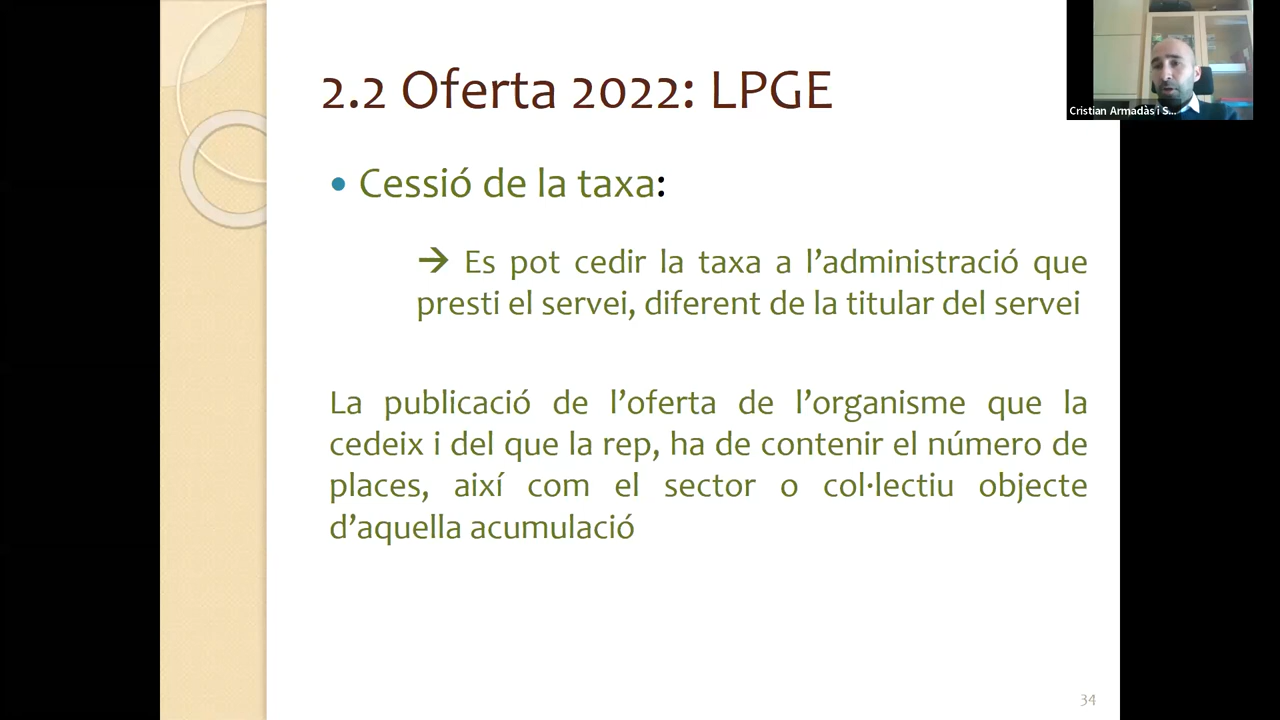 2.2 Oferta 2022: LPGE
Cristian Armadàs i S...
• Cessió de la taxa:
→ Es pot cedir la taxa a l’administració que
presti el servei, diferent de la titular del servei
La publicació de l’oferta de l’organisme que la
cedeix i del que la rep, ha de contenir el número de
places, així com el sector o col·lectiu objecte
d’aquella acumulació
34